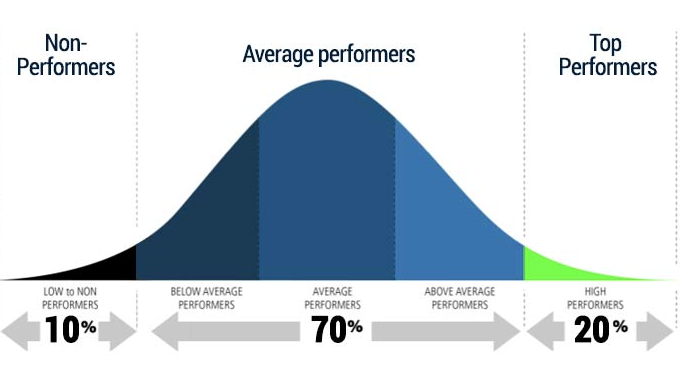 Non-
Performers
Average performers
Top
Performers
LOW to NON
PERFORMERS
BELOW AVERAGE
PERFORMERS
AVERAGE
PERFORMERS
ABOVE AVERAGE
PERFORMERS
HIGH
PERFORMERS
10%
70%
20%